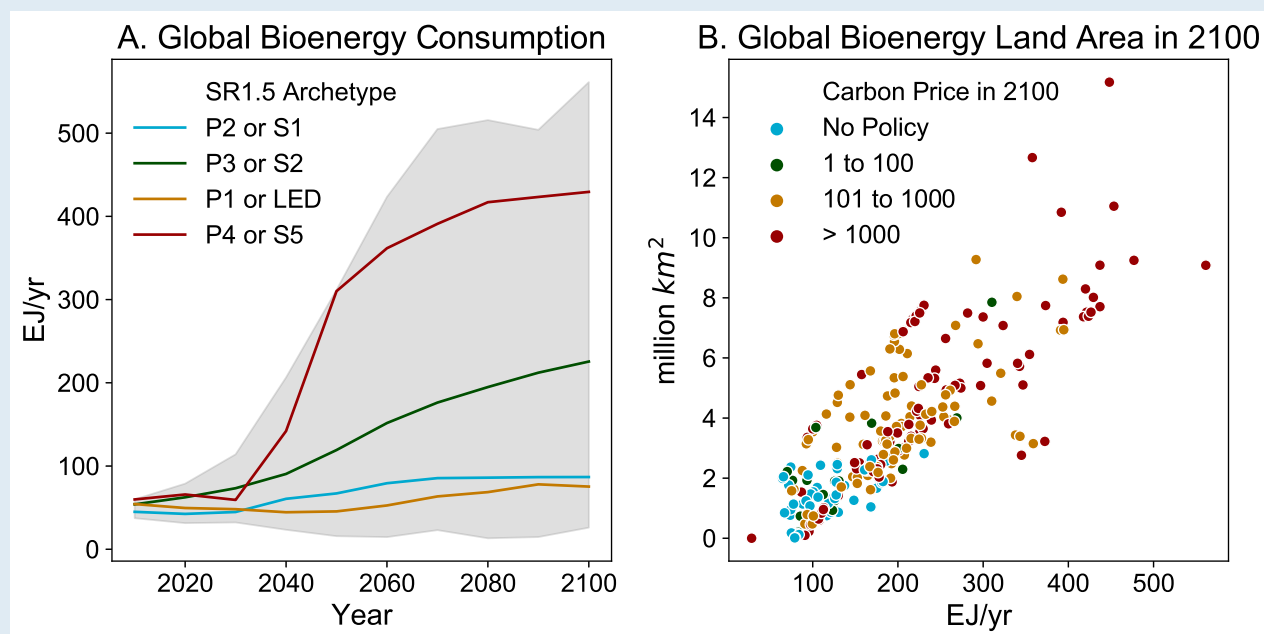 A. Global Bioenergy Consumption
SR1.5 Archetype
P2 or S1
P3 or S2
P1 or LED
P4 or S5
500
400
300
200
100
0
EJ/yr
2020
2040
2060
2080
2100
Year
B. Global Bioenergy Land Area in 2100
Carbon Price in 2100
No Policy
1 to 100
101 to 1000
> 1000
14
12
10
8
6
4
2
0
million km²
100
200
300
400
500
EJ/yr